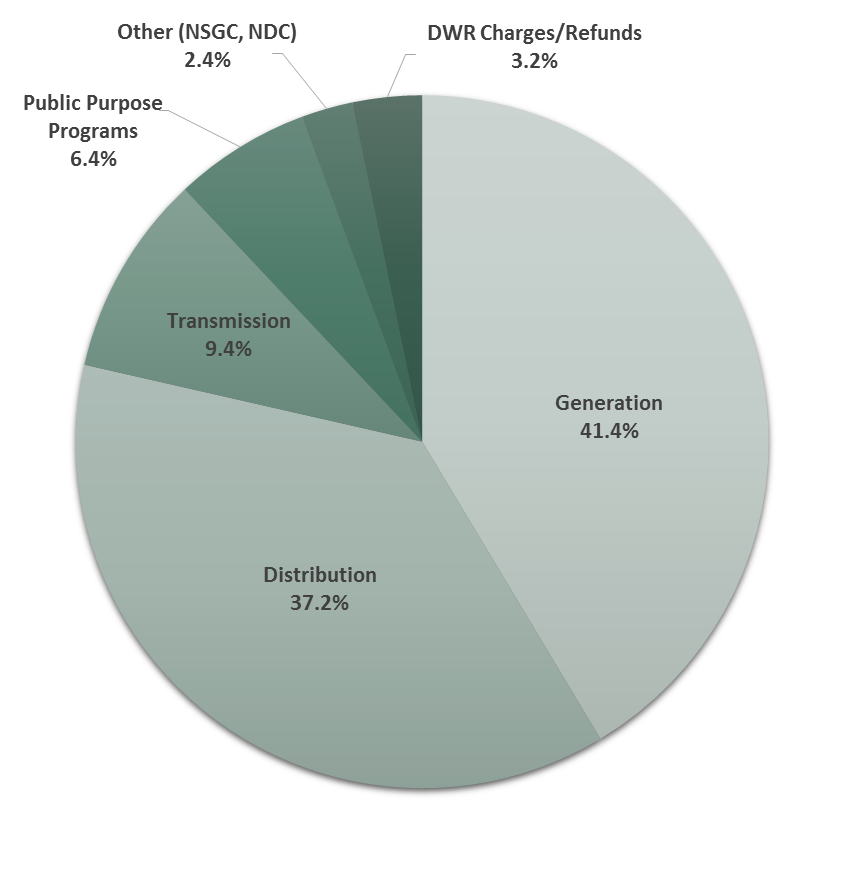 Other (NSGC, NDC)
2.4%
DWR Charges/Refunds
3.2%
Public Purpose
Programs
6.4%
Transmission
9.4%
Generation
41.4%
Distribution
37.2%